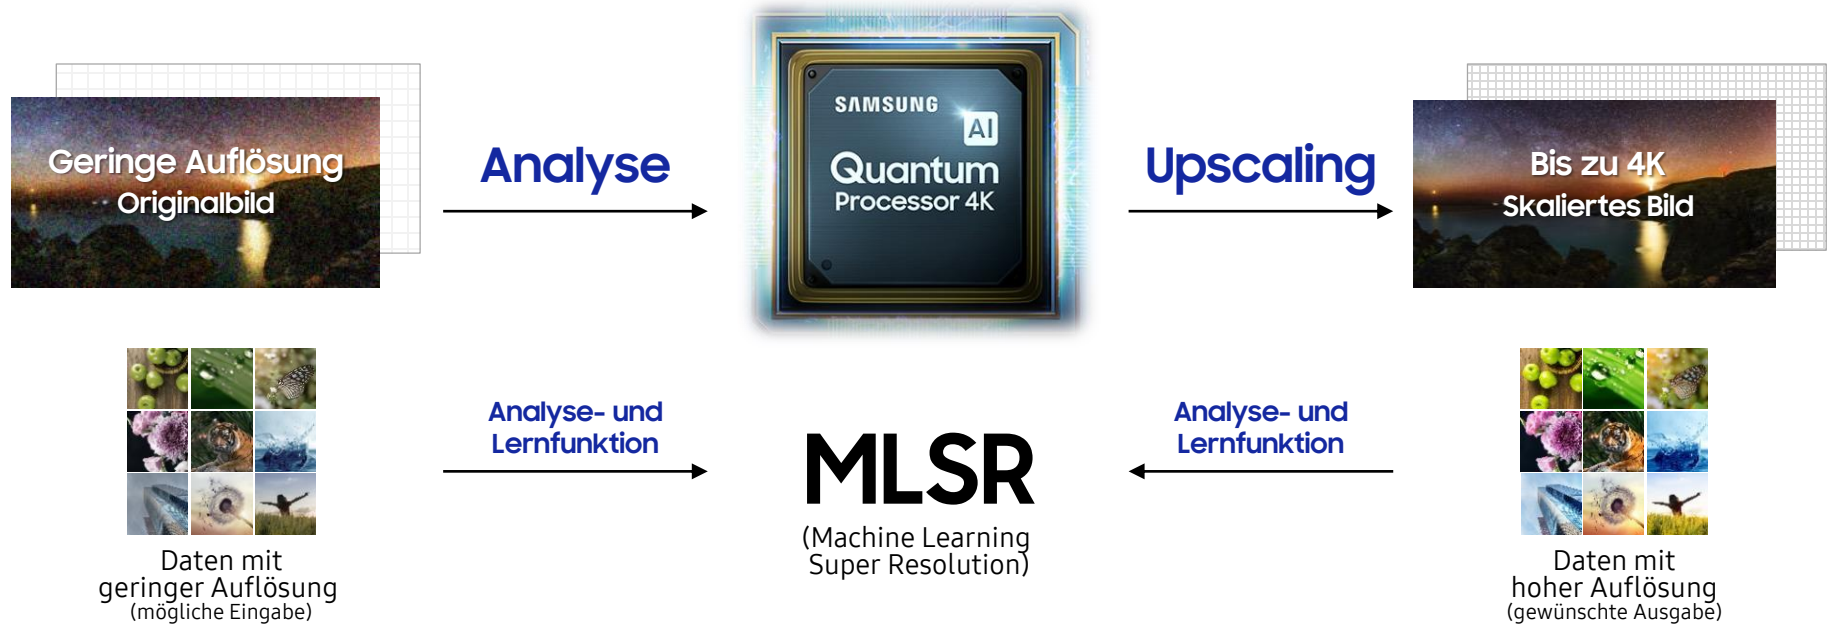 Geringe Auflösung
Originalbild
Analyse
SAMSUNG
AI
Quantum
Processor 4K
Upscaling
Bis zu 4K
Skaliertes Bild
Daten mit
geringer Auflösung
(mögliche Eingabe)
Analyse- und
Lernfunktion
MLSR
(Machine Learning
Super Resolution)
Analyse- und
Lernfunktion
Daten mit
hoher Auflösung
(gewünschte Ausgabe)